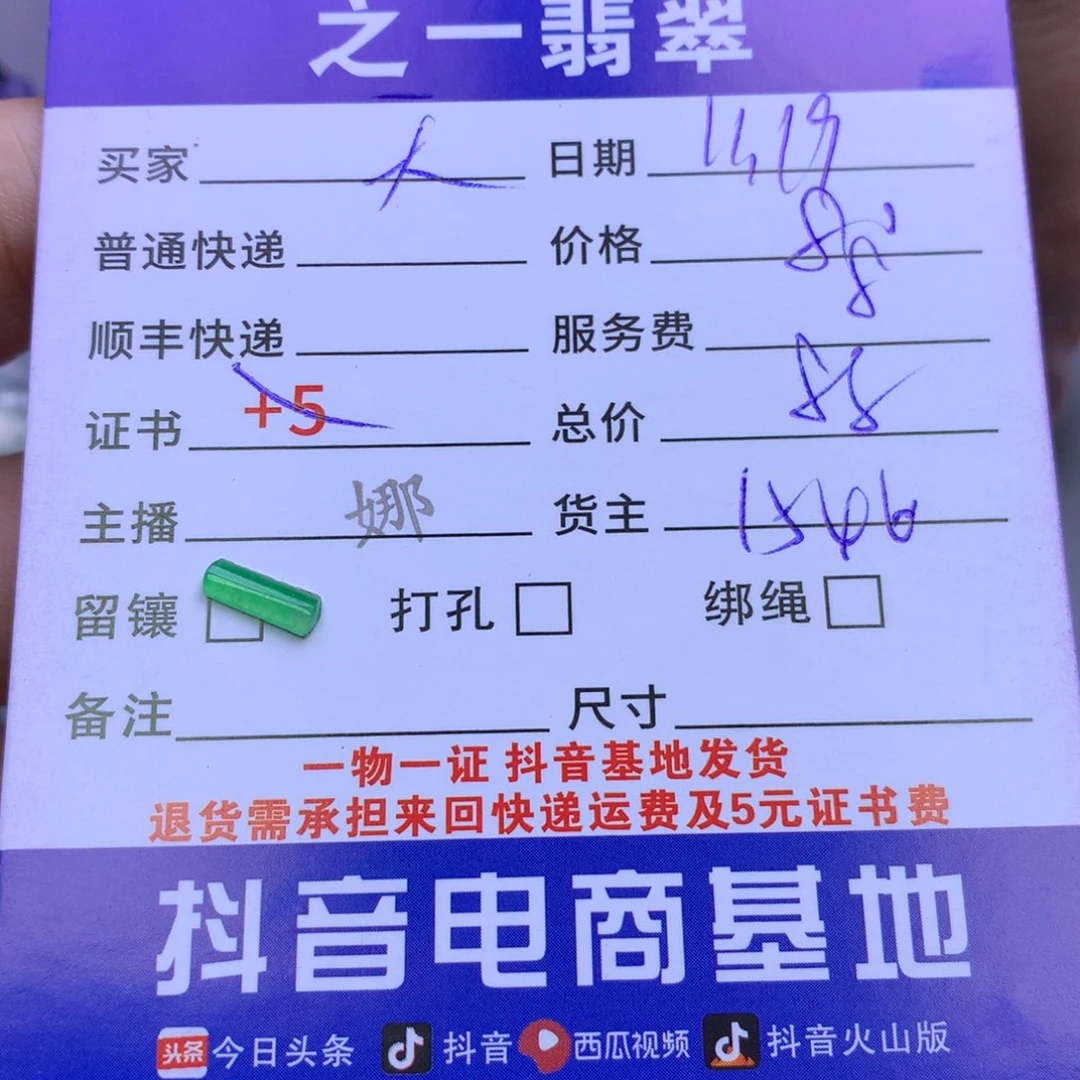 之一翡翠
买家 大 日期
普通快递 价格
顺丰快递 服务费
证书 +5 总价 88
主播 娜 货主 1546
留镶 打孔 绑绳
备注 尺寸
一物一证 抖音基地发货
退货需承担来回快递运费及5元证书费
抖音电商基地
头条 今日头条 抖音 西瓜视频 抖音火山版